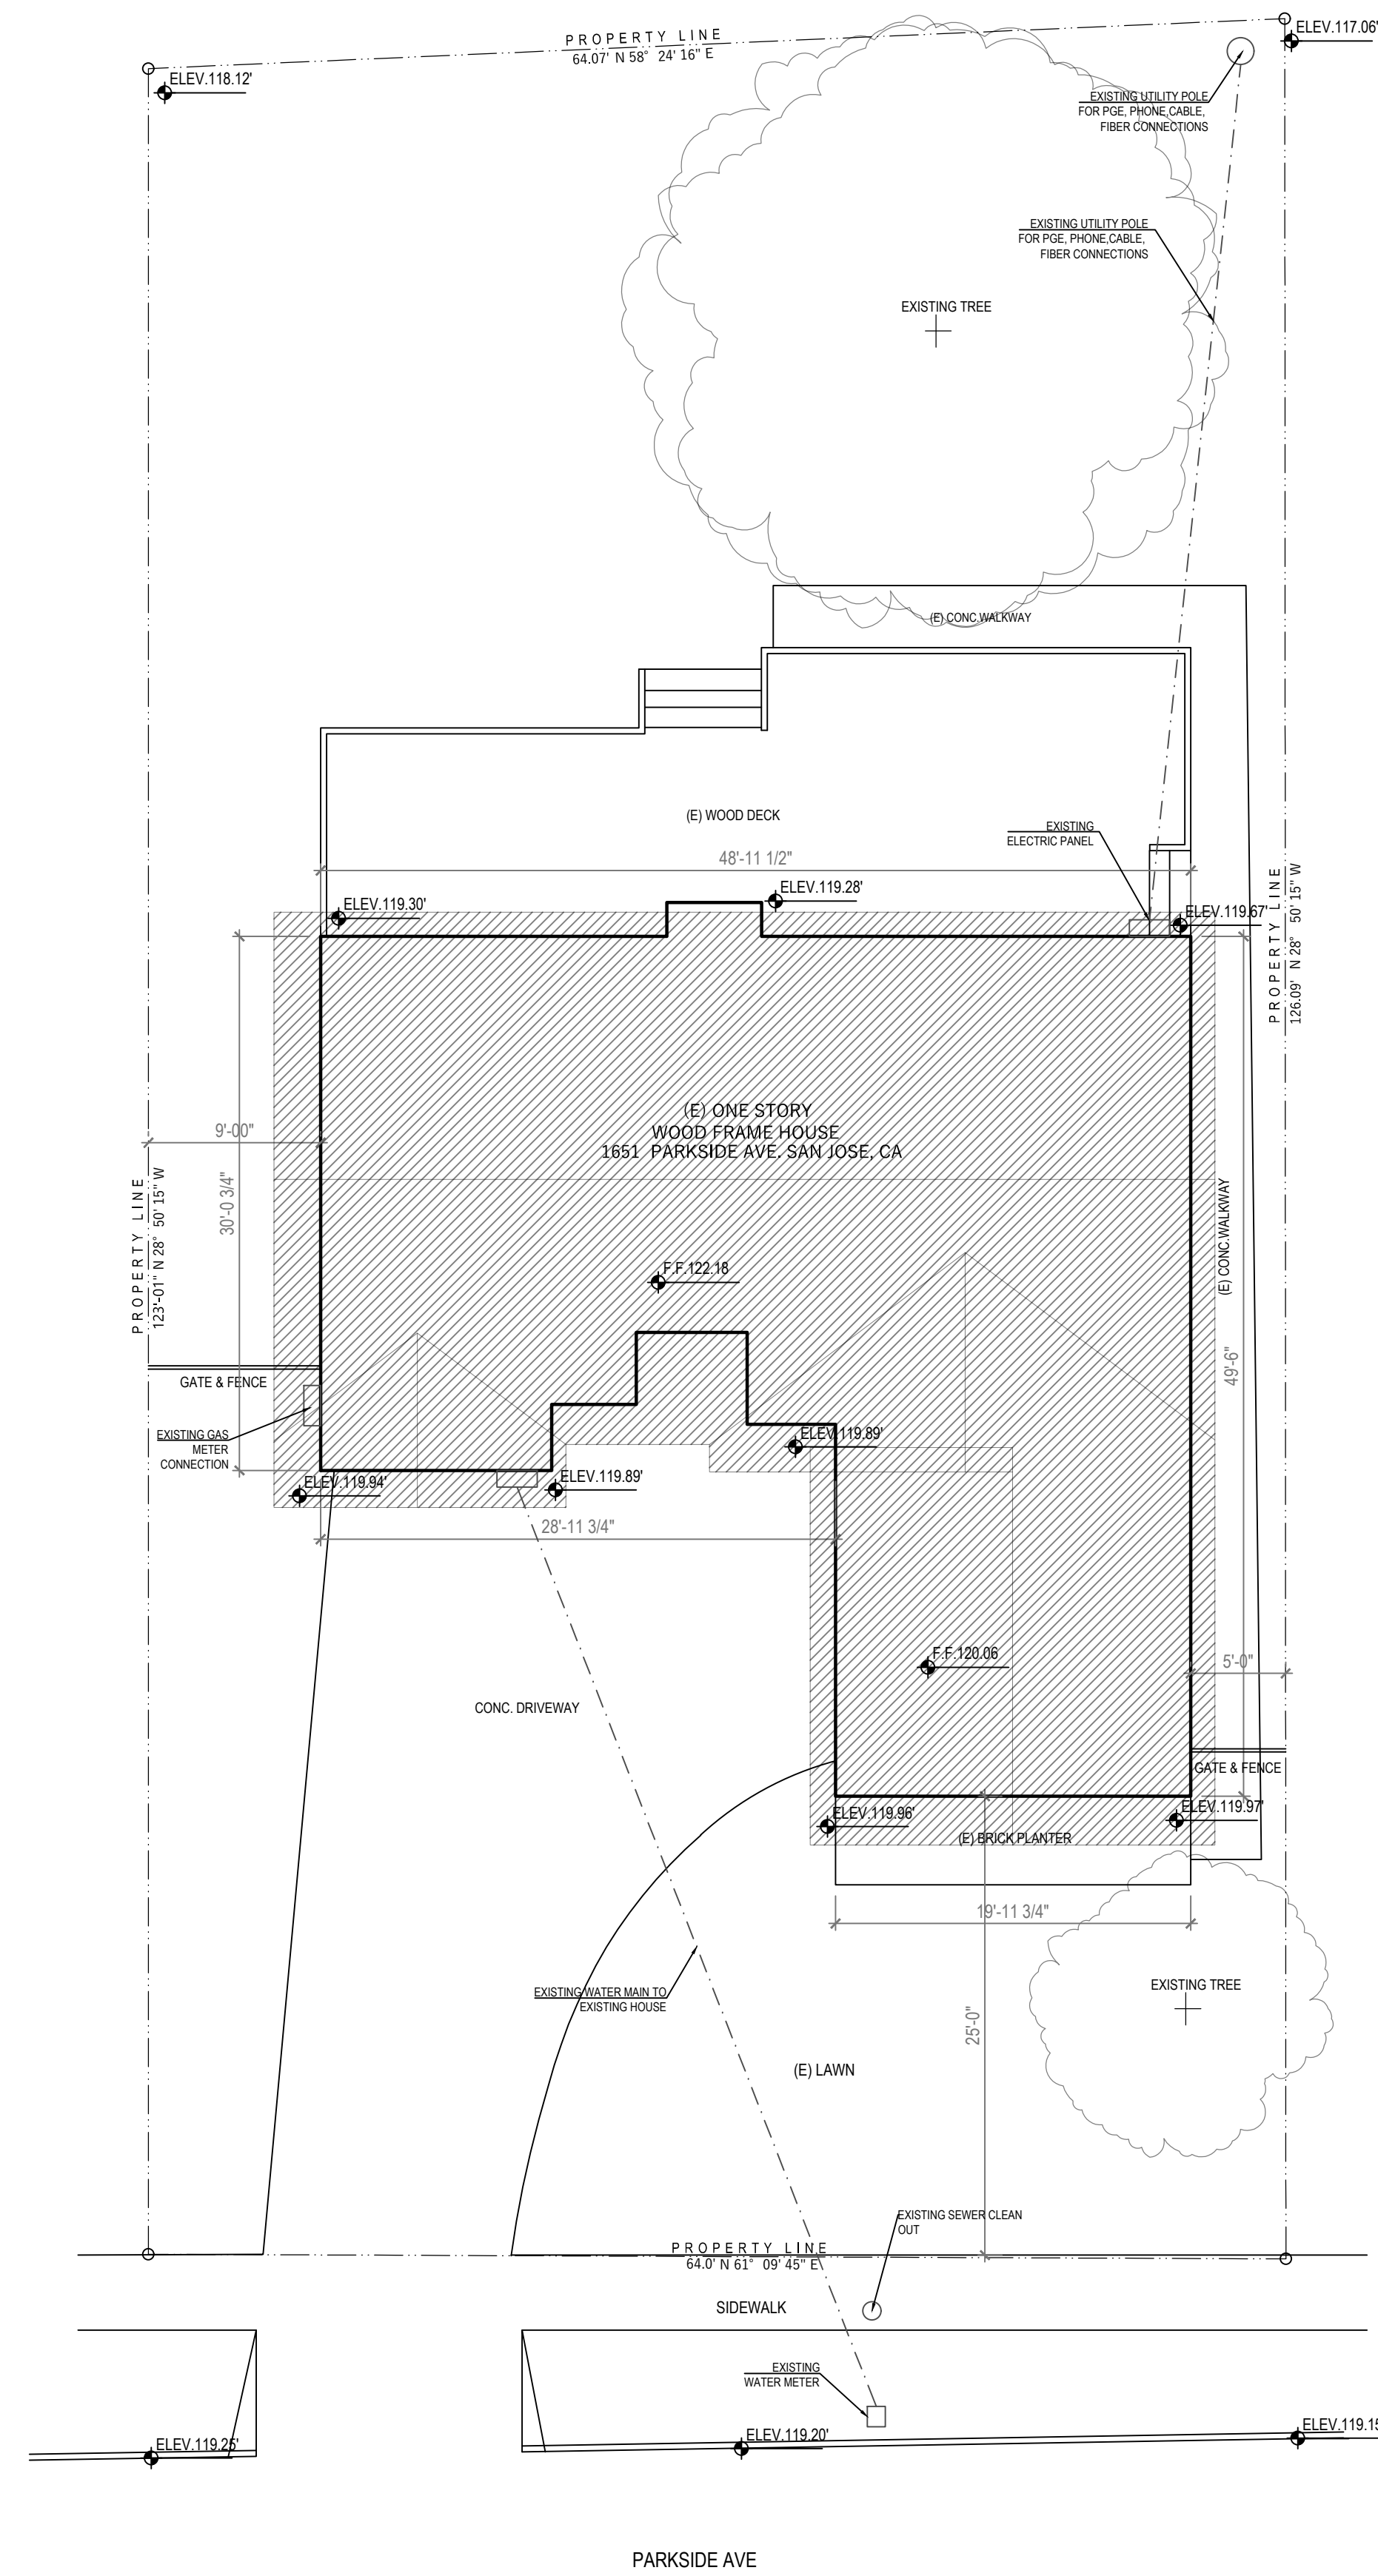 PROPERTY LINE
64.07' N 58° 24' 16" E
ELEV.117.06'
ELEV.118.12'
EXISTING UTILITY POLE
FOR PGE, PHONE,CABLE,
FIBER CONNECTIONS
EXISTING UTILITY POLE
FOR PGE, PHONE,CABLE,
FIBER CONNECTIONS
EXISTING TREE
(E) CONC.WALKWAY
(E) WOOD DECK
EXISTING
ELECTRIC PANEL
48'-11 1/2"
ELEV.119.28'
ELEV.119.30'
ELEV.119.67'
PROPERTY LINE
126.09' N 28° 50' 15" W
(E) ONE STORY
WOOD FRAME HOUSE
1651 PARKSIDE AVE. SAN JOSE, CA
9'-00"
30'-0 3/4"
PROPERTY LINE
123'-01" N 28° 50' 15" W
(E) CONC.WALKWAY
F.F.122.18
49'-6"
GATE & FENCE
EXISTING GAS
METER
CONNECTION
ELEV.119.89'
ELEV.119.94'
ELEV.119.89'
28'-11 3/4"
F.F.120.06
5'-0"
CONC. DRIVEWAY
GATE & FENCE
ELEV.119.96'
ELEV.119.97'
(E) BRICK PLANTER
19'-11 3/4"
EXISTING WATER MAIN TO
EXISTING HOUSE
EXISTING TREE
25'-0"
(E) LAWN
EXISTING SEWER CLEAN
OUT
PROPERTY LINE
64.0' N 61° 09' 45" E
SIDEWALK
EXISTING
WATER METER
ELEV.119.25'
ELEV.119.20'
ELEV.119.15
PARKSIDE AVE